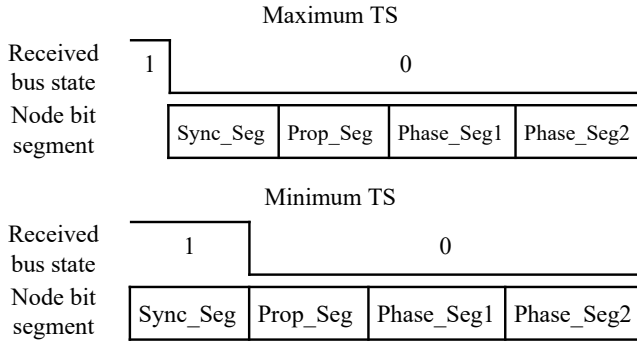 Maximum TS
Received
bus state
1
0
Node bit
segment
Sync_Seg
Prop_Seg
Phase_Seg1
Phase_Seg2
Minimum TS
Received
bus state
1
0
Node bit
segment
Sync_Seg
Prop_Seg
Phase_Seg1
Phase_Seg2